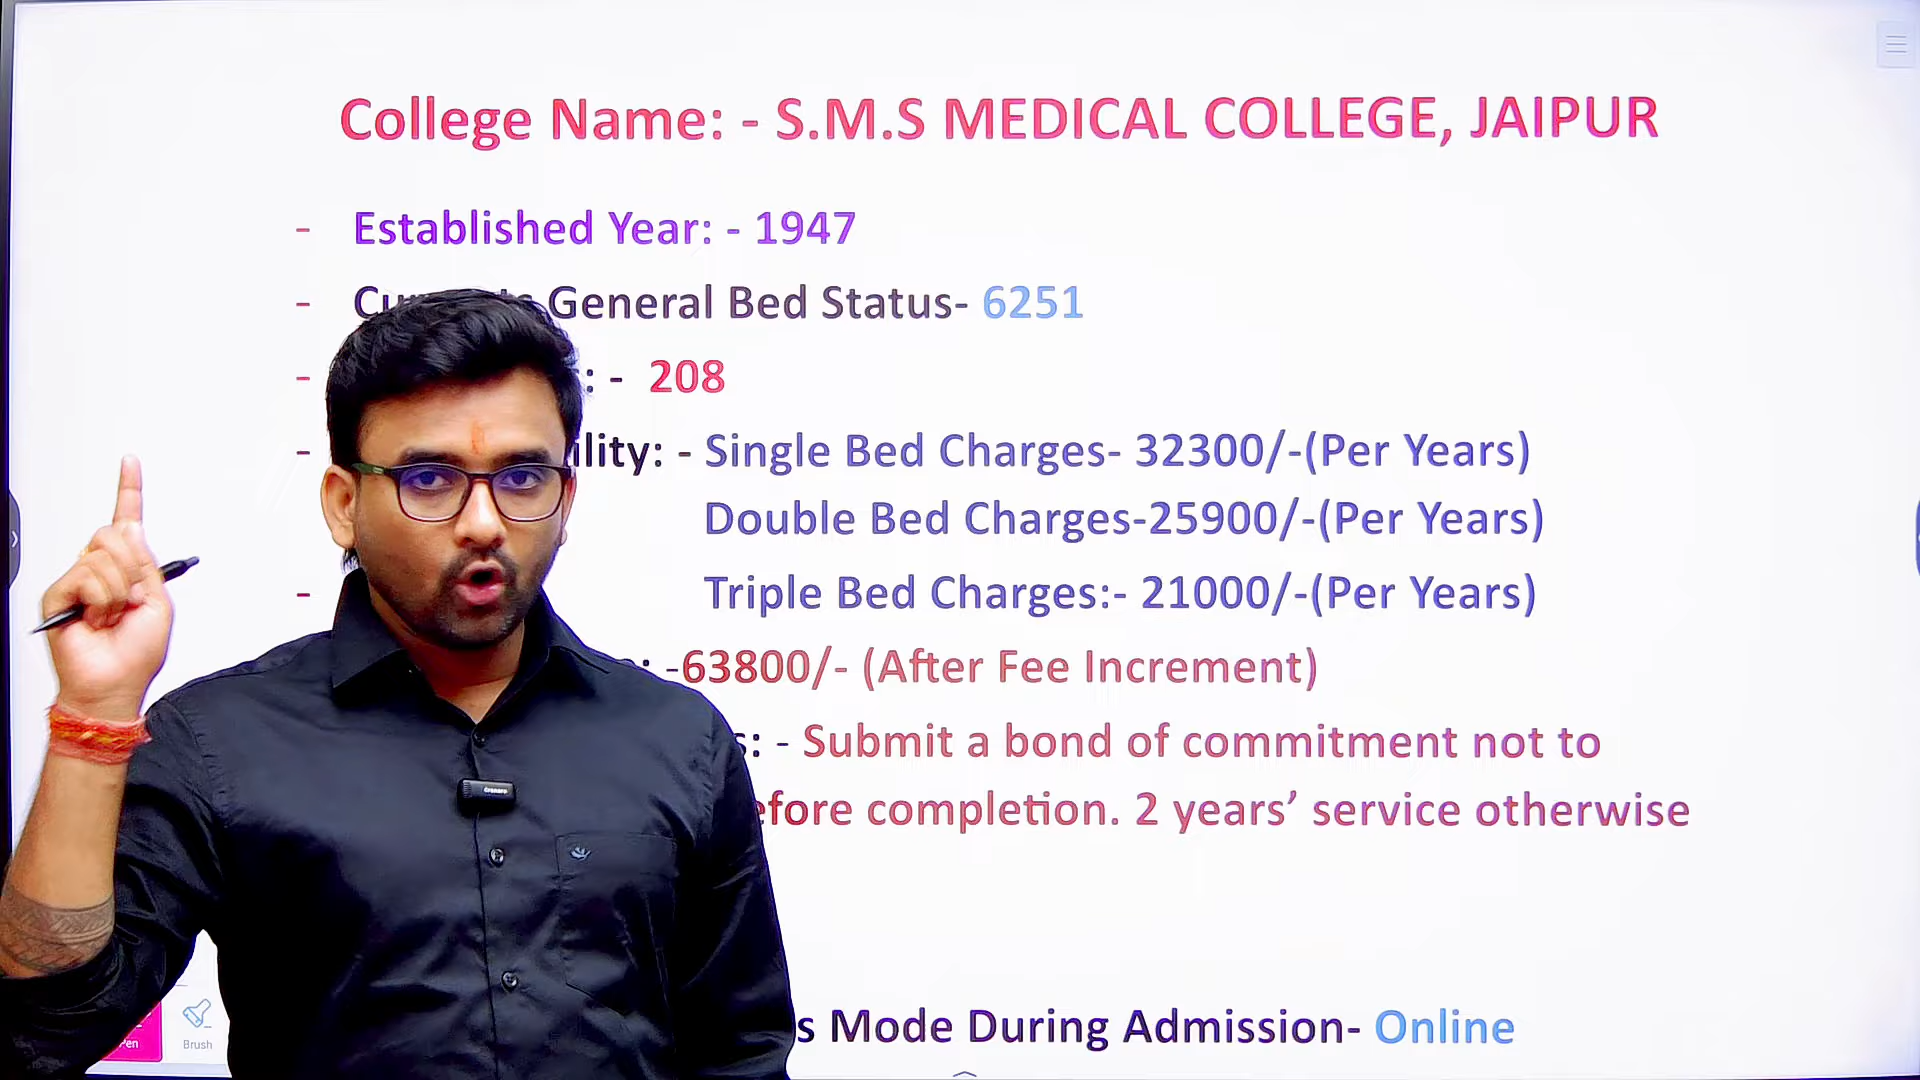 College Name: - S.M.S MEDICAL COLLEGE, JAIPUR
- Established Year: - 1947
- General Bed Status- 6251
- : - 208
- ility: - Single Bed Charges- 32300/-(Per Years)
Double Bed Charges-25900/-(Per Years)
- Triple Bed Charges:- 21000/-(Per Years)
: -63800/- (After Fee Increment)
s: - Submit a bond of commitment not to
efore completion. 2 years’ service otherwise
s Mode During Admission- Online
Pen
Brush